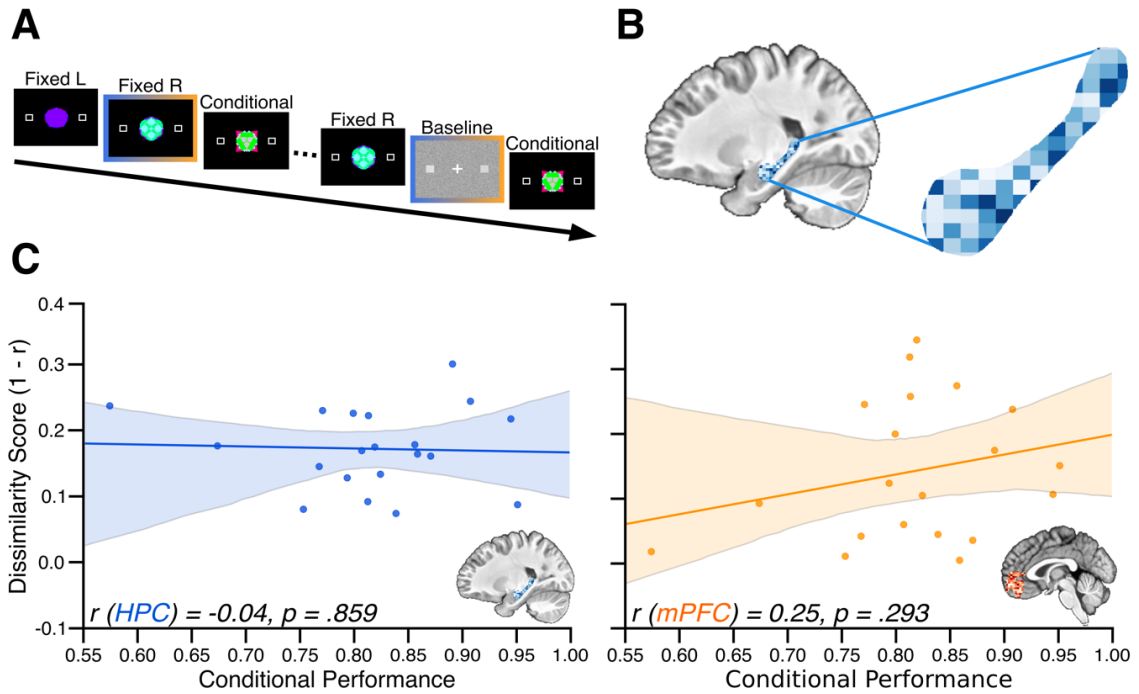 A
B
Fixed L
Fixed R
Conditional
Fixed R
Baseline
Conditional
C
Dissimilarity Score (1 - r)
0.4
0.3
0.2
0.1
0.0
-0.1
r (HPC) = -0.04, p = .859
r (mPFC) = 0.25, p = .293
0.55 0.60 0.65 0.70 0.75 0.80 0.85 0.90 0.95 1.00
0.55 0.60 0.65 0.70 0.75 0.80 0.85 0.90 0.95 1.00
Conditional Performance
Conditional Performance